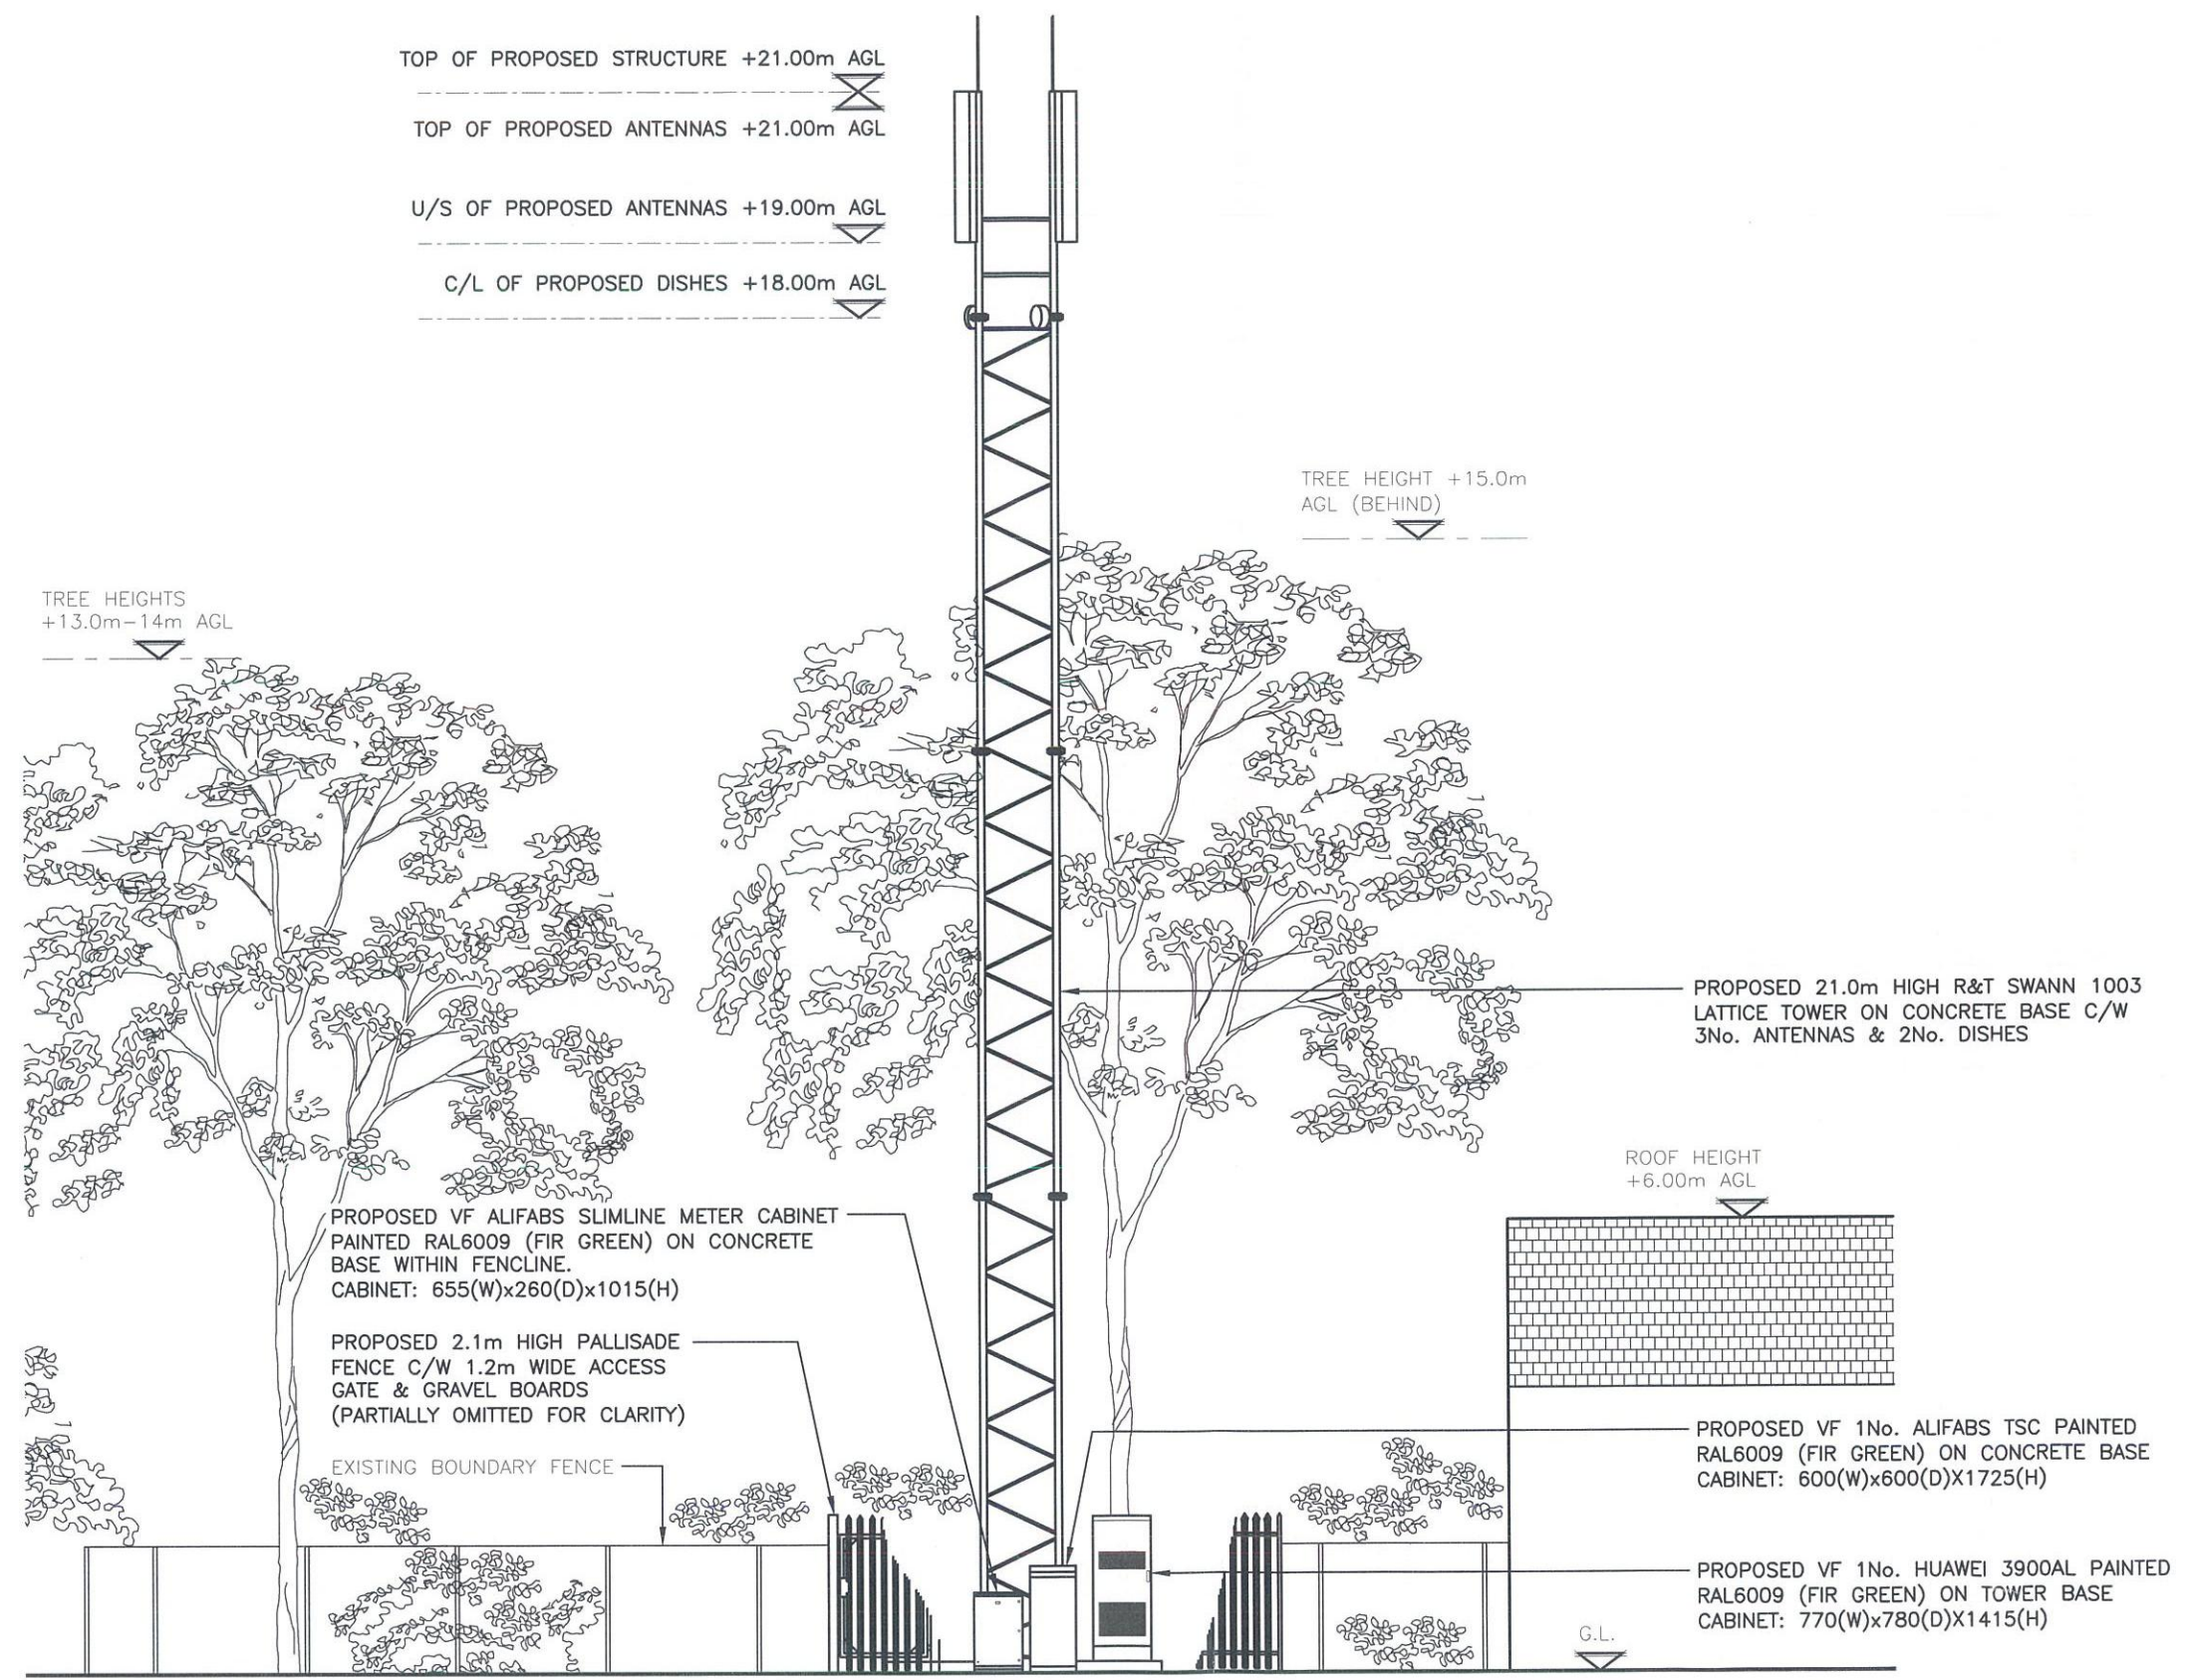 TOP OF PROPOSED STRUCTURE +21.00m AGL
TOP OF PROPOSED ANTENNAS +21.00m AGL
U/S OF PROPOSED ANTENNAS +19.00m AGL
C/L OF PROPOSED DISHES +18.00m AGL
TREE HEIGHT +15.0m
AGL (BEHIND)
TREE HEIGHTS
+13.0m-14m AGL
PROPOSED 21.0m HIGH R&T SWANN 1003
LATTICE TOWER ON CONCRETE BASE C/W
3No. ANTENNAS & 2No. DISHES
ROOF HEIGHT
+6.00m AGL
PROPOSED VF ALIFABS SLIMLINE METER CABINET
PAINTED RAL6009 (FIR GREEN) ON CONCRETE
BASE WITHIN FENCLINE.
CABINET: 655(W)x260(D)x1015(H)
PROPOSED 2.1m HIGH PALLISADE
FENCE C/W 1.2m WIDE ACCESS
GATE & GRAVEL BOARDS
(PARTIALLY OMITTED FOR CLARITY)
EXISTING BOUNDARY FENCE
PROPOSED VF 1No. ALIFABS TSC PAINTED
RAL6009 (FIR GREEN) ON CONCRETE BASE
CABINET: 600(W)x600(D)X1725(H)
PROPOSED VF 1No. HUAWEI 3900AL PAINTED
RAL6009 (FIR GREEN) ON TOWER BASE
CABINET: 770(W)x780(D)X1415(H)
G.L.